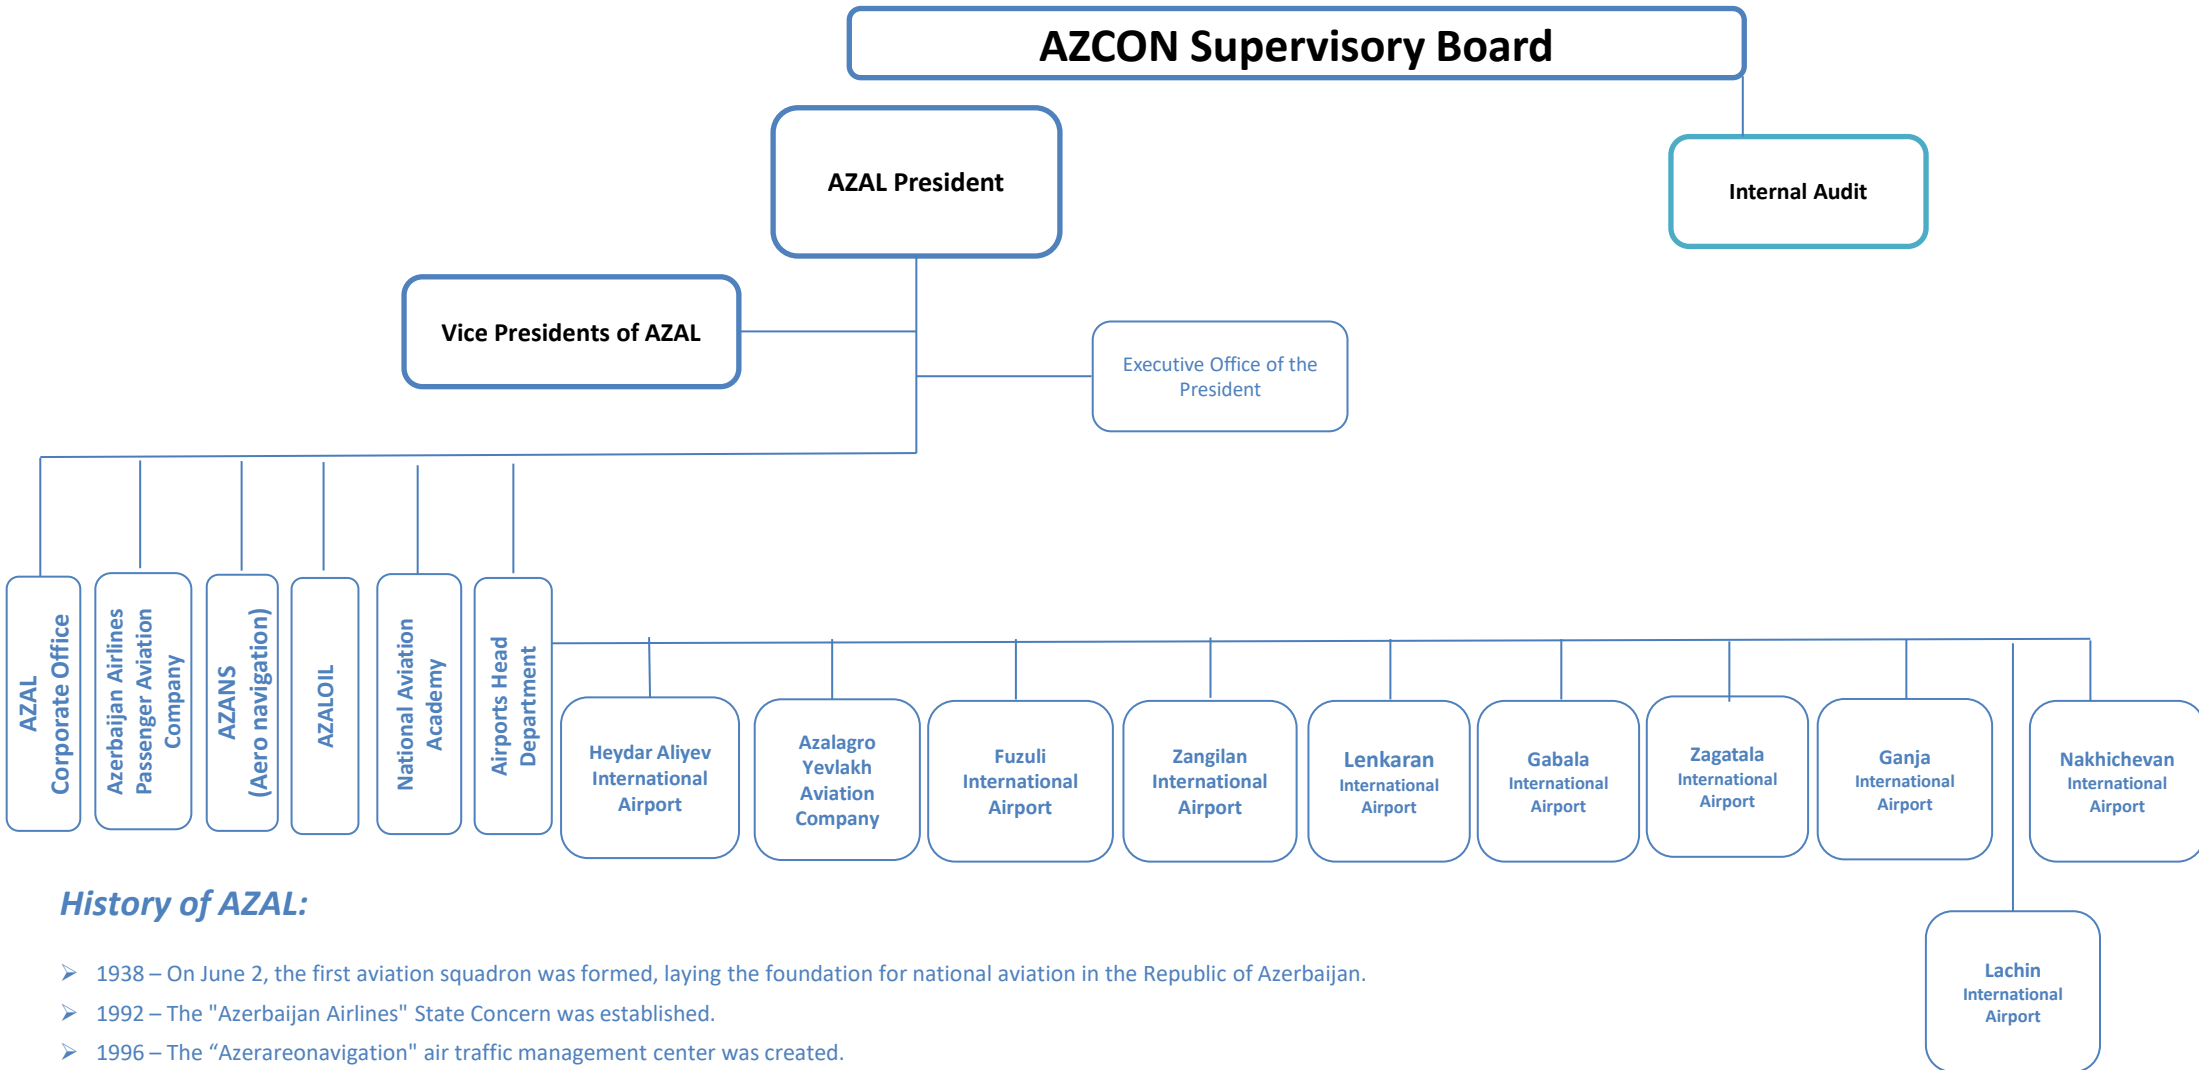 AZCON Supervisory Board
AZAL President
Internal Audit
Vice Presidents of AZAL
Executive Office of the
President
AZAL
Corporate Office
Azerbaijan Airlines
Passenger Aviation
Company
AZANS
(Aero navigation)
AZALOIL
National Aviation
Academy
Airports Head
Department
Heydar Aliyev
International
Airport
Azalagro
Yevlakh
Aviation
Company
Fuzuli
International
Airport
Zangilan
International
Airport
Lenkaran
International
Airport
Gabala
International
Airport
Zagatala
International
Airport
Ganja
International
Airport
Nakhichevan
International
Airport
Lachin
International
Airport
History of AZAL:
➢ 1938 – On June 2, the first aviation squadron was formed, laying the foundation for national aviation in the Republic of Azerbaijan.
➢ 1992 – The "Azerbaijan Airlines" State Concern was established.
➢ 1996 – The “Azerareonavigation" air traffic management center was created.